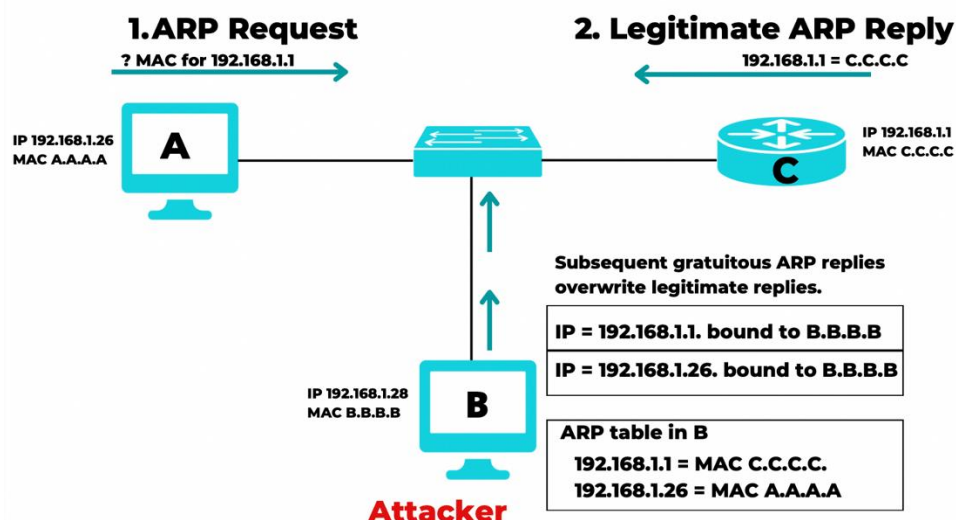 1.ARP Request
? MAC for 192.168.1.1
2. Legitimate ARP Reply
192.168.1.1 = C.C.C.C
IP 192.168.1.26
MAC A.A.A.A
A
C
IP 192.168.1.1
MAC C.C.C.C
Subsequent gratuitous ARP replies
overwrite legitimate replies.
IP = 192.168.1.1. bound to B.B.B.B
IP = 192.168.1.26. bound to B.B.B.B
IP 192.168.1.28
MAC B.B.B.B
B
Attacker
ARP table in B
192.168.1.1 = MAC C.C.C.C.
192.168.1.26 = MAC A.A.A.A